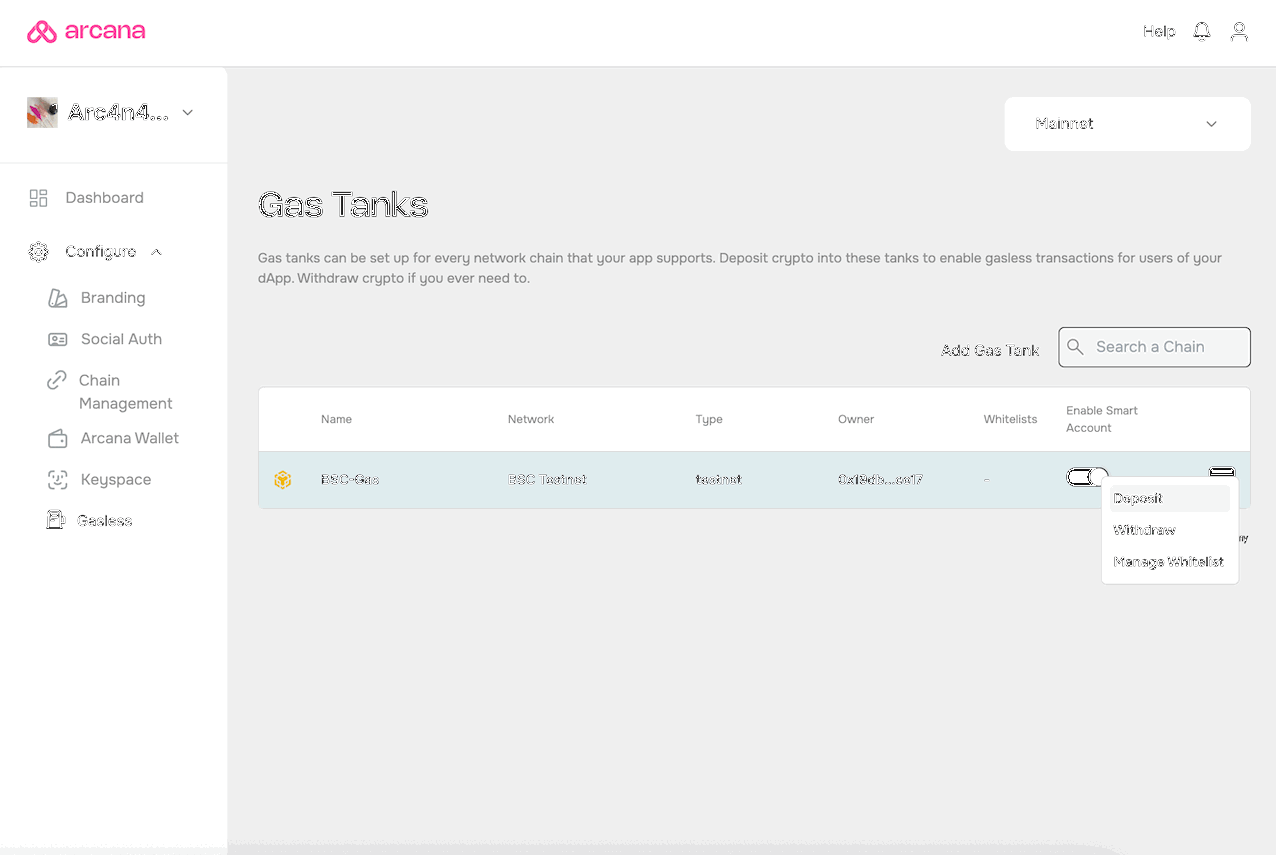 arcana
Help
Arc4n4...
Mainnet
Dashboard
Configure
Branding
Social Auth
Chain
Management
Arcana Wallet
Keyspace
Gasless
Gas Tanks
Gas tanks can be set up for every network chain that your app supports. Deposit crypto into these tanks to enable gasless transactions for users of your
dApp. Withdraw crypto if you ever need to.
Add Gas Tank
Search a Chain
Name Network Type Owner Whitelists Enable Smart
Account
BSC-Gas BSC Testnet testnet -
Deposit
Withdraw
Manage Whitelist